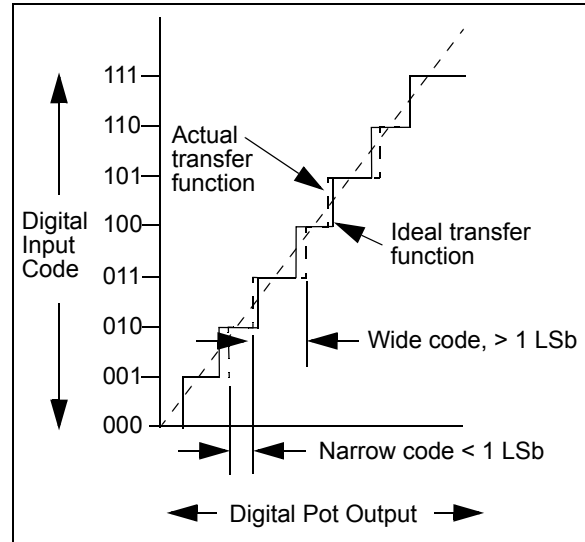 111
110
101
100
011
010
001
000
Digital
Input
Code
Actual
transfer
function
Ideal transfer
function
Wide code, > 1 LSb
Narrow code < 1 LSb
Digital Pot Output